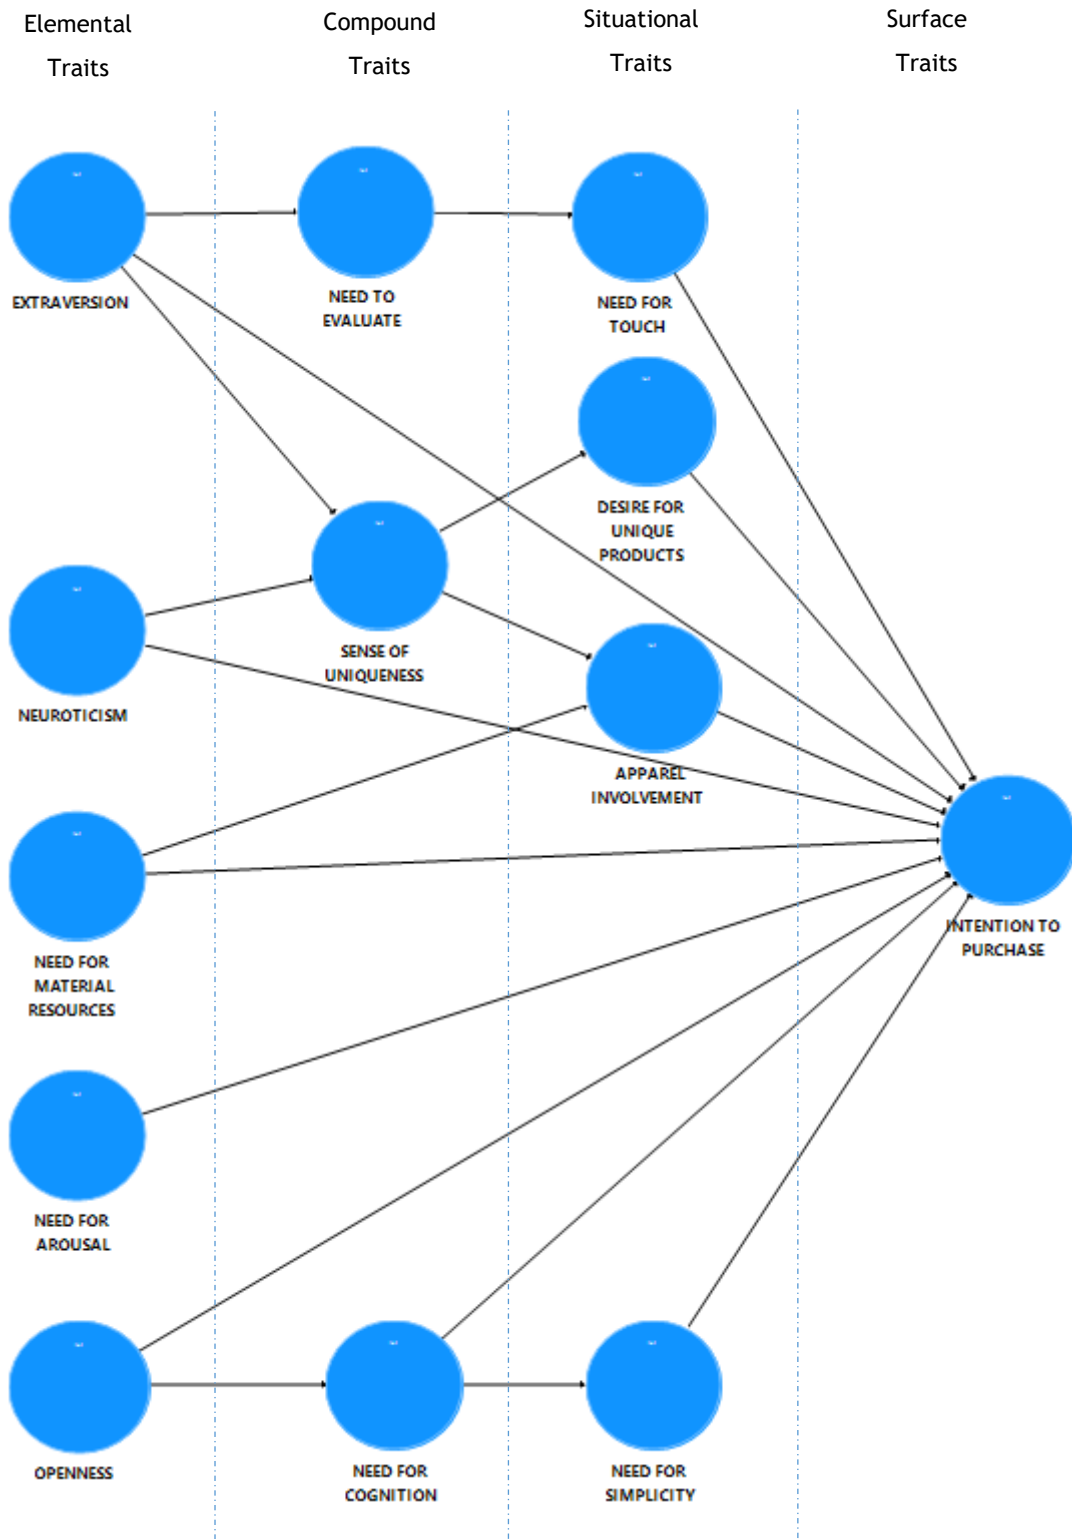 Elemental
Traits
Compound
Traits
Situational
Traits
Surface
Traits
EXTRAVERSION
NEED TO
EVALUATE
NEED FOR
TOUCH
DESIRE FOR
UNIQUE
PRODUCTS
SENSE OF
UNIQUENESS
NEUROTICISM
APPAREL
INVOLVEMENT
INTENTION TO
PURCHASE
NEED FOR
MATERIAL
RESOURCES
NEED FOR
AROUSAL
OPENNESS
NEED FOR
COGNITION
NEED FOR
SIMPLICITY